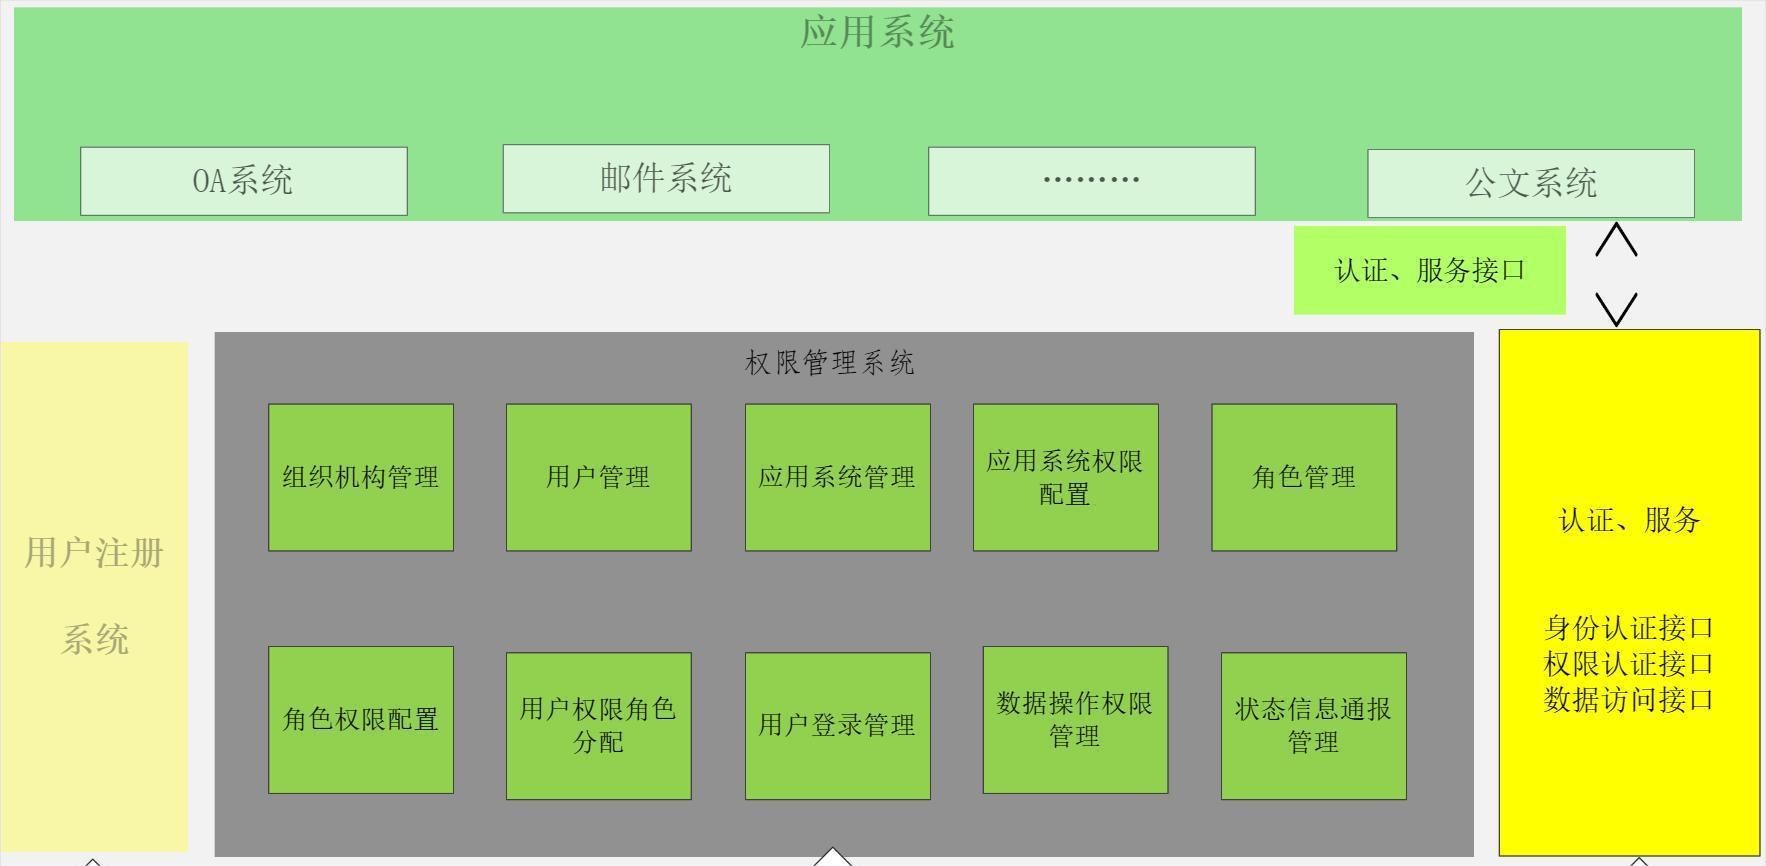 应用系统
OA系统
邮件系统
………
公文系统
认证、服务接口
用户注册
系统
权限管理系统
组织机构管理
用户管理
应用系统管理
应用系统权限
配置
角色管理
角色权限配置
用户权限角色
分配
用户登录管理
数据操作权限
管理
状态信息通报
管理
认证、服务
身份认证接口
权限认证接口
数据访问接口